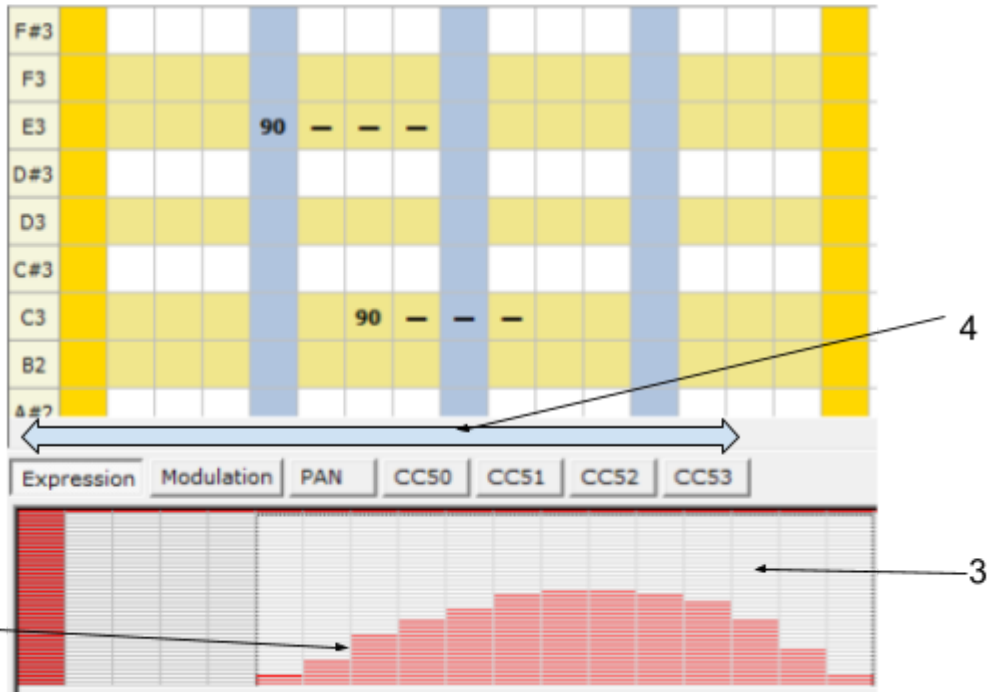 F#3
F3
E3 90 — — —
D#3
D3
C#3
C3 90 — — —
B2
A#2
4
Expression Modulation PAN CC50 CC51 CC52 CC53
3